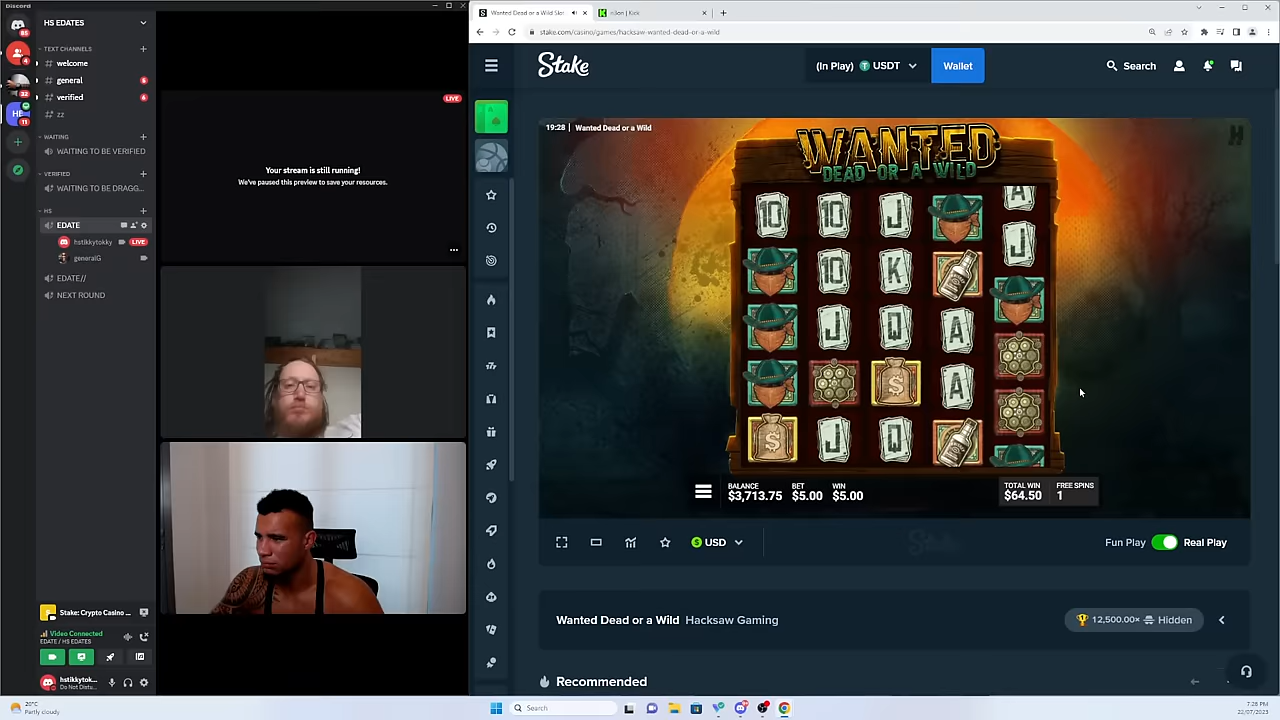 Discord
HS EDATES
TEXT CHANNELS
# welcome
# general
# verified
# zz
WAITING
WAITING TO BE VERIFIED
VERIFIED
WAITING TO BE DRAGG...
HS
EDATE
hstikkytokky LIVE
generalG
EDATE//
NEXT ROUND
Stake: Crypto Casino ...
Video Connected
EDATE / HS EDATES
hstikkytok...
Do Not Distu...
LIVE
Your stream is still running!
We've paused this preview to save your resources.
Wanted Dead or a Wild Slo
| Kick
stake.com/casino/games/hacksaw-wanted-dead-or-a-wild
Stake
(In Play) USDT
Wallet
Search
19:28 | Wanted Dead or a Wild
WANTED
DEAD OR A WILD
A
10 10 J
J
10 K
J Q A
A
J Q
BALANCE
$3,713.75
BET
$5.00
WIN
$5.00
TOTAL WIN
$64.50
FREE SPINS
1
USD
Fun Play Real Play
Wanted Dead or a Wild Hacksaw Gaming
12,500.00× Hidden
Recommended
20°C
Partly cloudy
Search
7:28 PM
22/07/2023